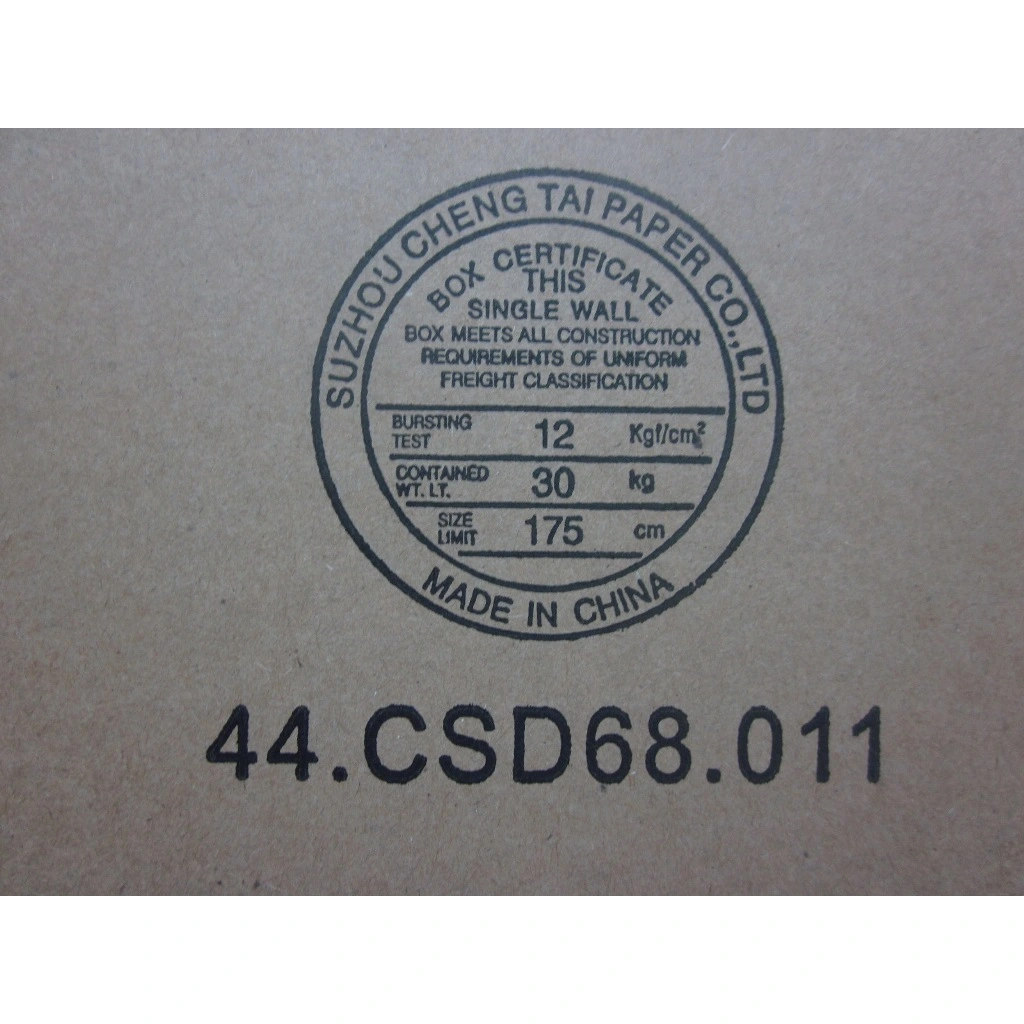 SUZHOU CHENG TAI PAPER CO.,LTD
BOX CERTIFICATE
THIS
SINGLE WALL
BOX MEETS ALL CONSTRUCTION
REQUIREMENTS OF UNIFORM
FREIGHT CLASSIFICATION
BURSTING TEST 12 Kgf/cm²
CONTAINED WT. LT. 30 kg
SIZE LIMIT 175 cm
MADE IN CHINA
44.CSD68.011